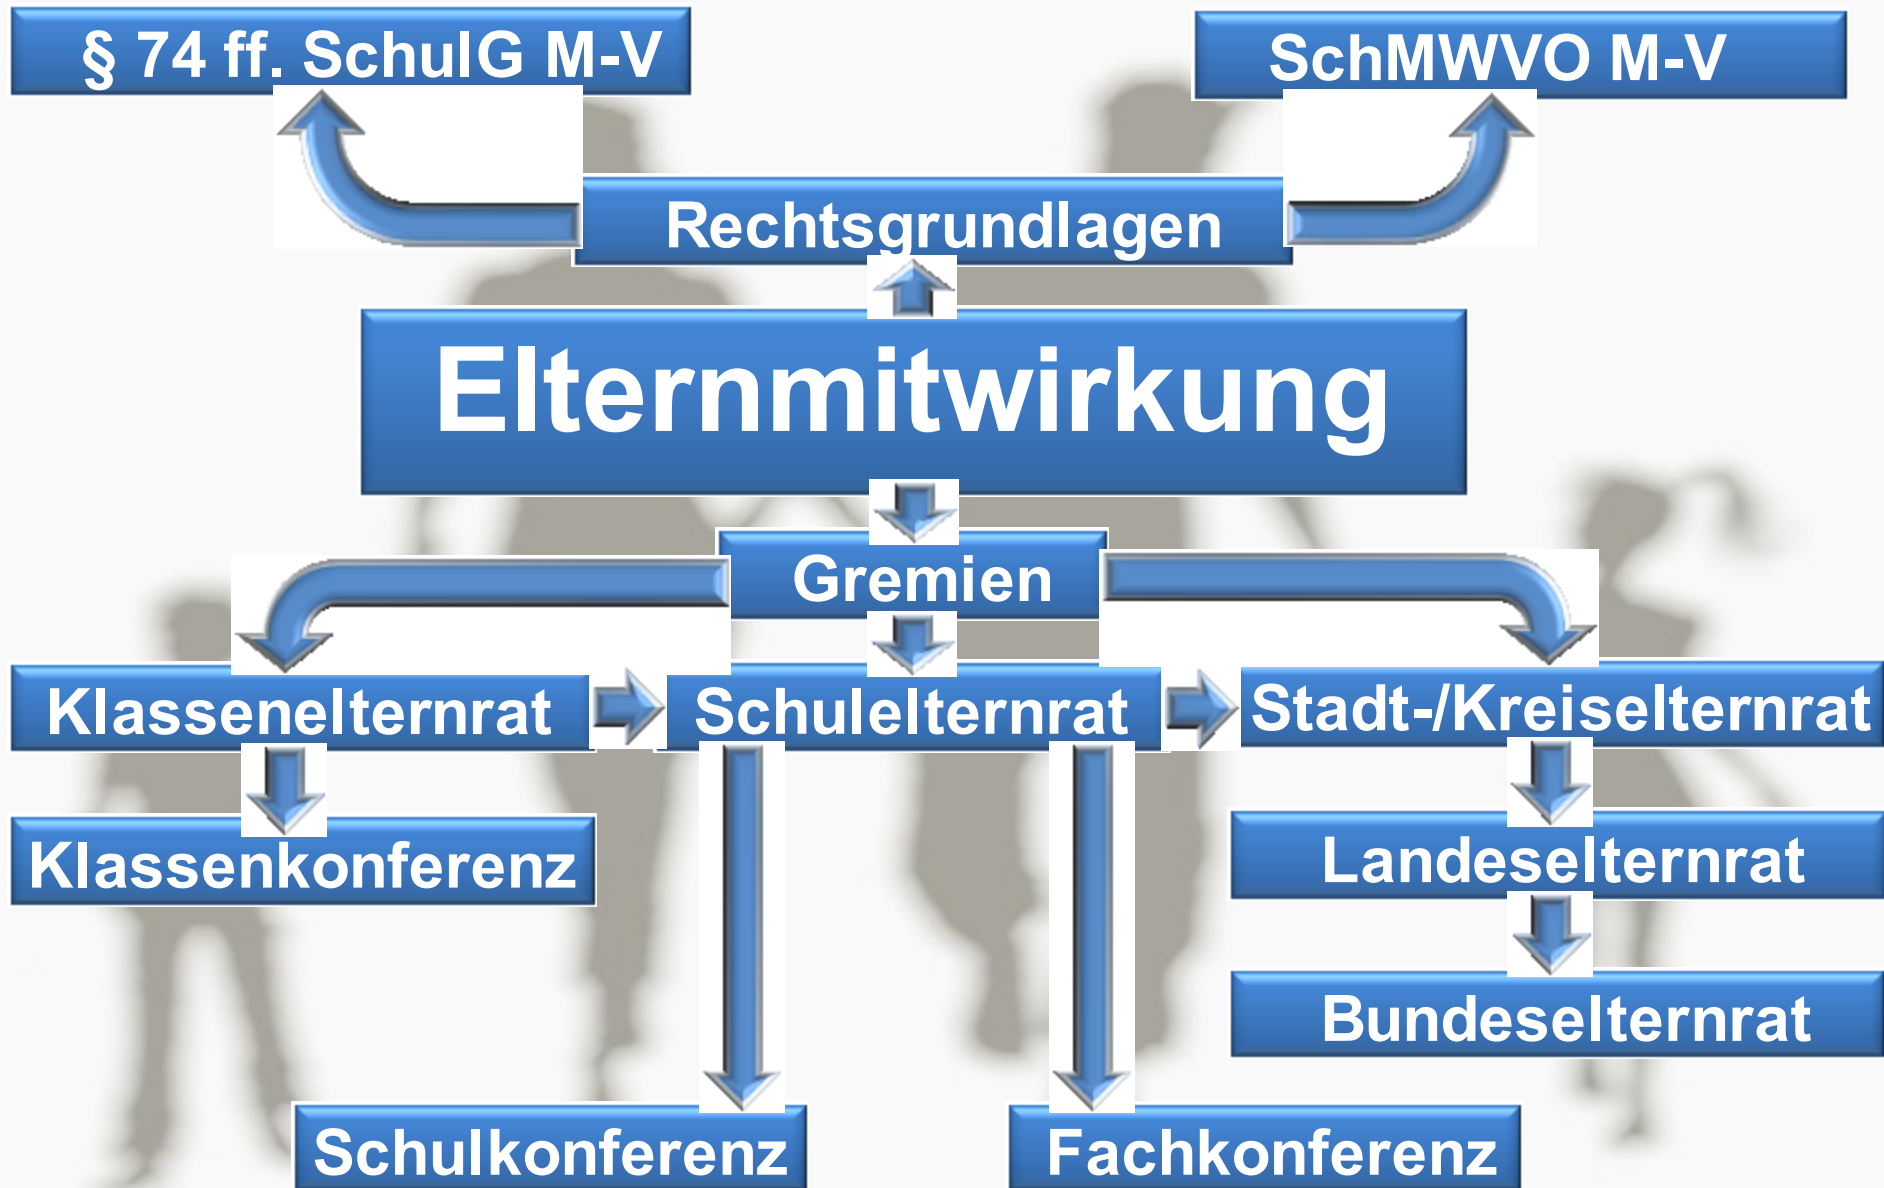 § 74 ff. SchulG M-V
SchMWVO M-V
Rechtsgrundlagen
Elternmitwirkung
Gremien
Klassenelternrat
Schulelternrat
Stadt-/Kreiselternrat
Klassenkonferenz
Landeselternrat
Bundeselternrat
Schulkonferenz
Fachkonferenz